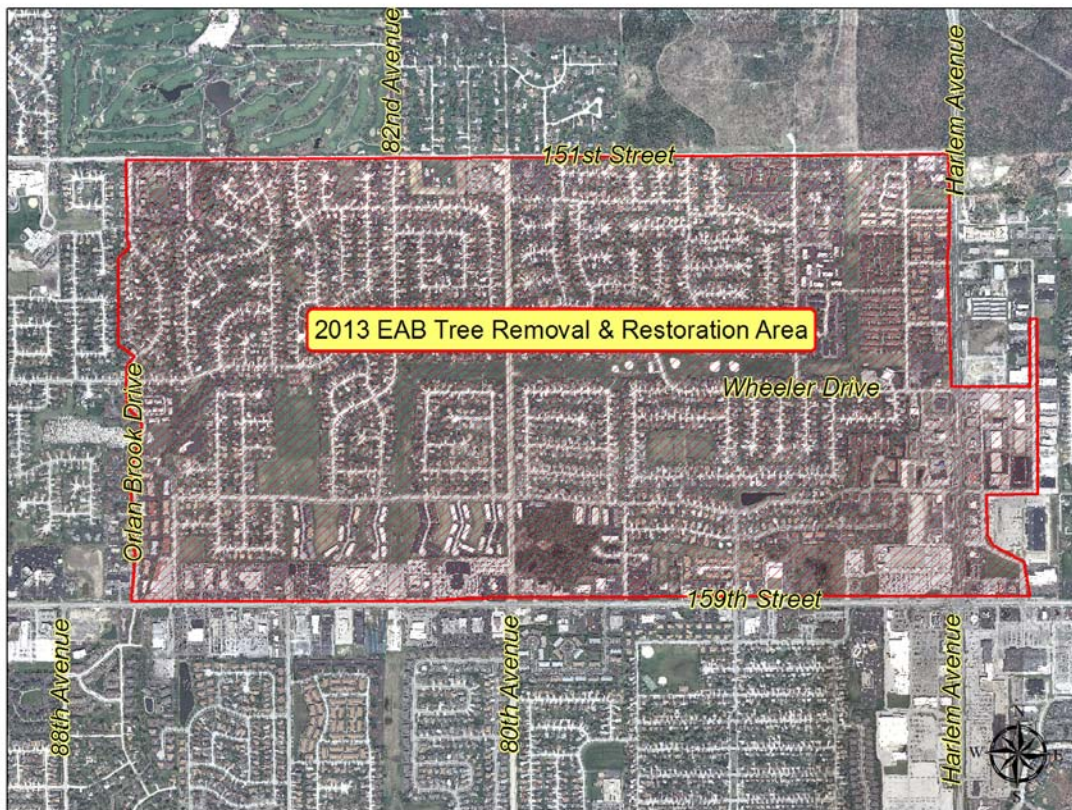 82nd Avenue
Harlem Avenue
151st Street
2013 EAB Tree Removal & Restoration Area
Wheeler Drive
Orlan Brook Drive
159th Street
88th Avenue
80th Avenue
Harlem Avenue
N
W E
S